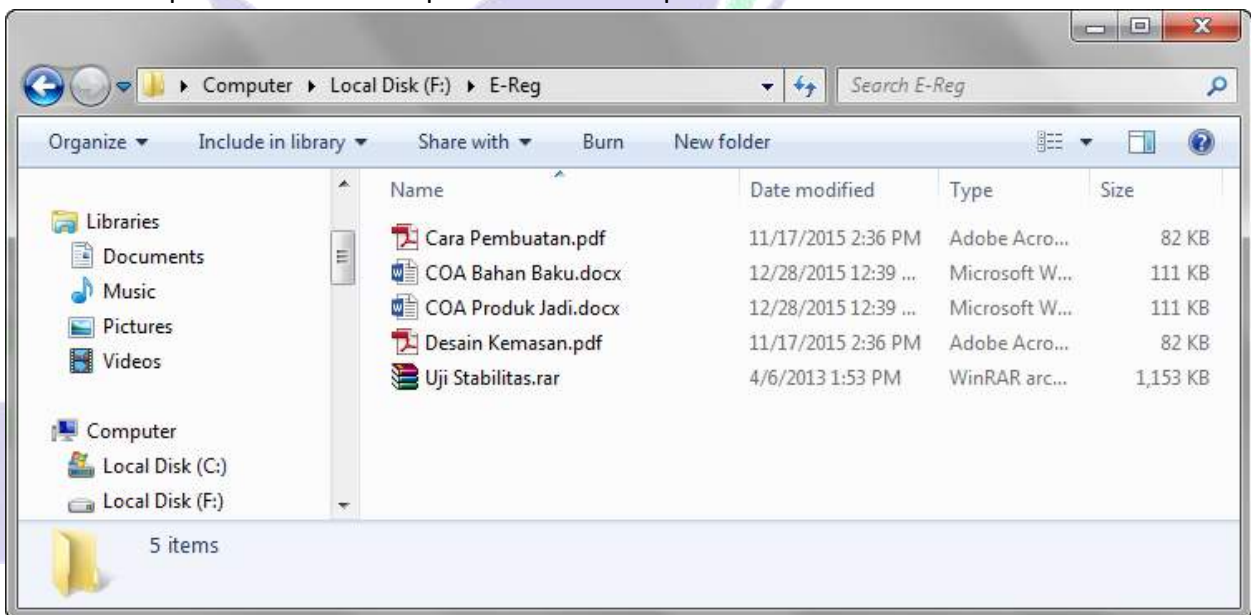 Computer ▸ Local Disk (F:) ▸ E-Reg
Search E-Reg
Organize Include in library Share with Burn New folder
Name Date modified Type Size
Libraries
Documents
Music
Pictures
Videos
Computer
Local Disk (C:)
Local Disk (F:)
Cara Pembuatan.pdf 11/17/2015 2:36 PM Adobe Acro... 82 KB
COA Bahan Baku.docx 12/28/2015 12:39 ... Microsoft W... 111 KB
COA Produk Jadi.docx 12/28/2015 12:39 ... Microsoft W... 111 KB
Desain Kemasan.pdf 11/17/2015 2:36 PM Adobe Acro... 82 KB
Uji Stabilitas.rar 4/6/2013 1:53 PM WinRAR arc... 1,153 KB
5 items